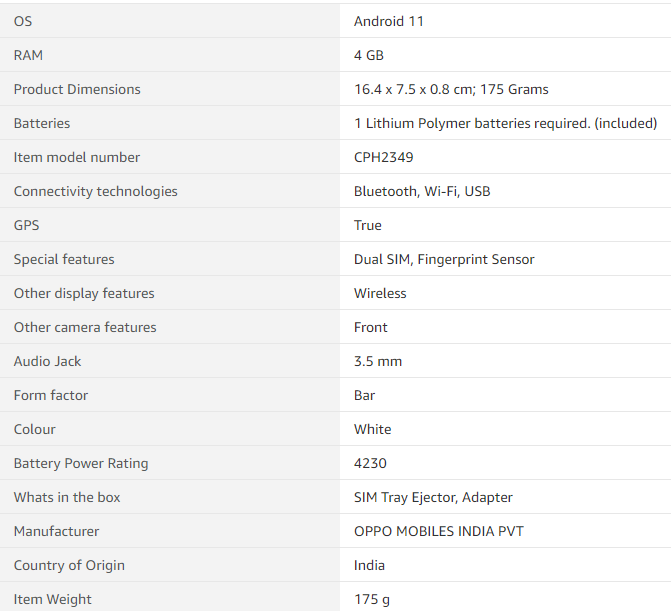 OS Android 11
RAM 4 GB
Product Dimensions 16.4 x 7.5 x 0.8 cm; 175 Grams
Batteries 1 Lithium Polymer batteries required. (included)
Item model number CPH2349
Connectivity technologies Bluetooth, Wi-Fi, USB
GPS True
Special features Dual SIM, Fingerprint Sensor
Other display features Wireless
Other camera features Front
Audio Jack 3.5 mm
Form factor Bar
Colour White
Battery Power Rating 4230
Whats in the box SIM Tray Ejector, Adapter
Manufacturer OPPO MOBILES INDIA PVT
Country of Origin India
Item Weight 175 g